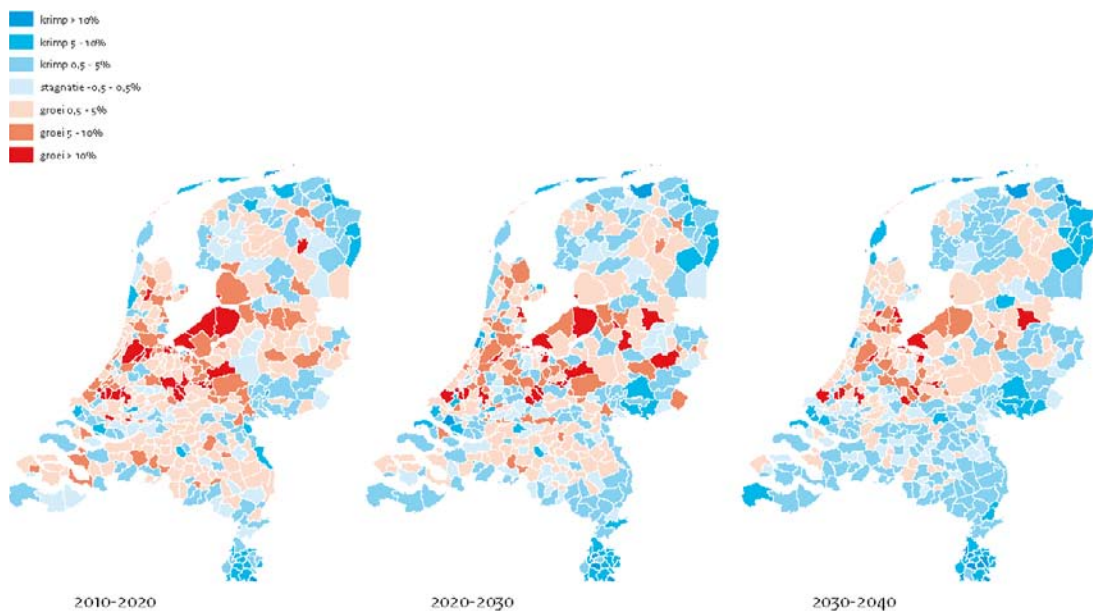 krimp > 10%
krimp 5 - 10%
krimp 0,5 - 5%
stagnatie -0,5 - 0,5%
groei 0,5 - 5%
groei 5 - 10%
groei > 10%
2010-2020
2020-2030
2030-2040